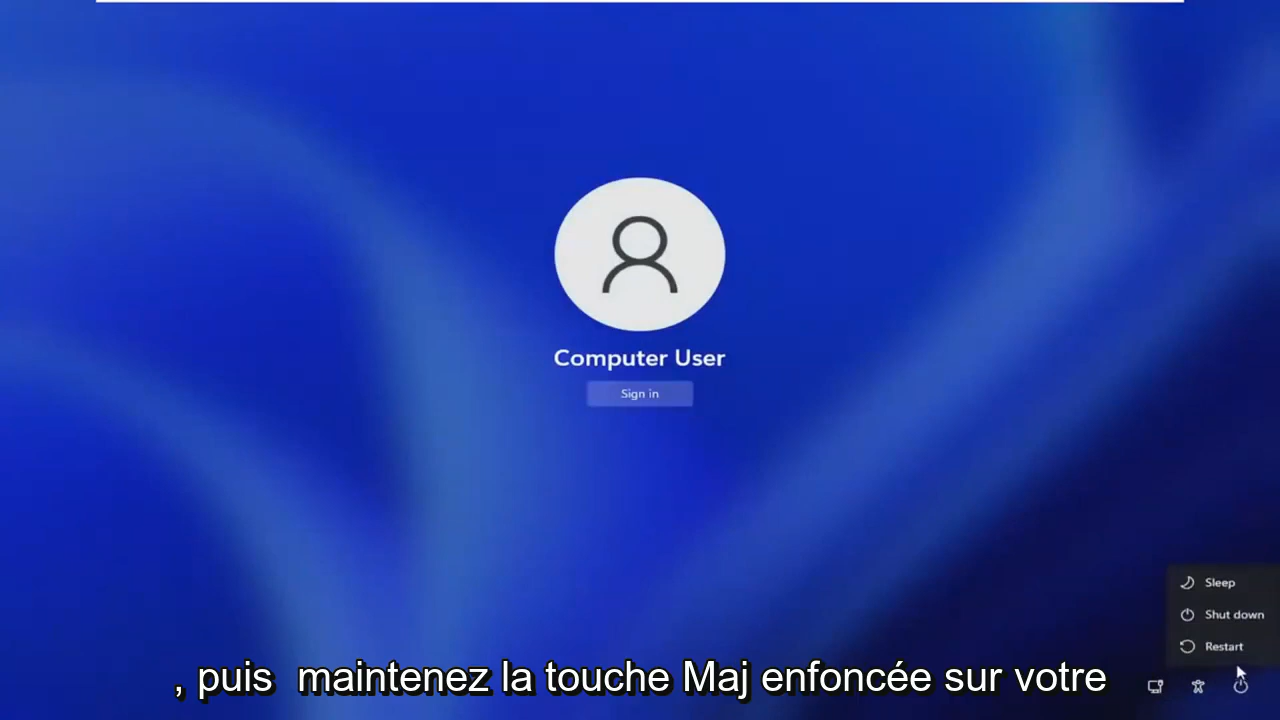 Computer User
Sign in
Sleep
Shut down
Restart
, puis maintenez la touche Maj enfoncée sur votre